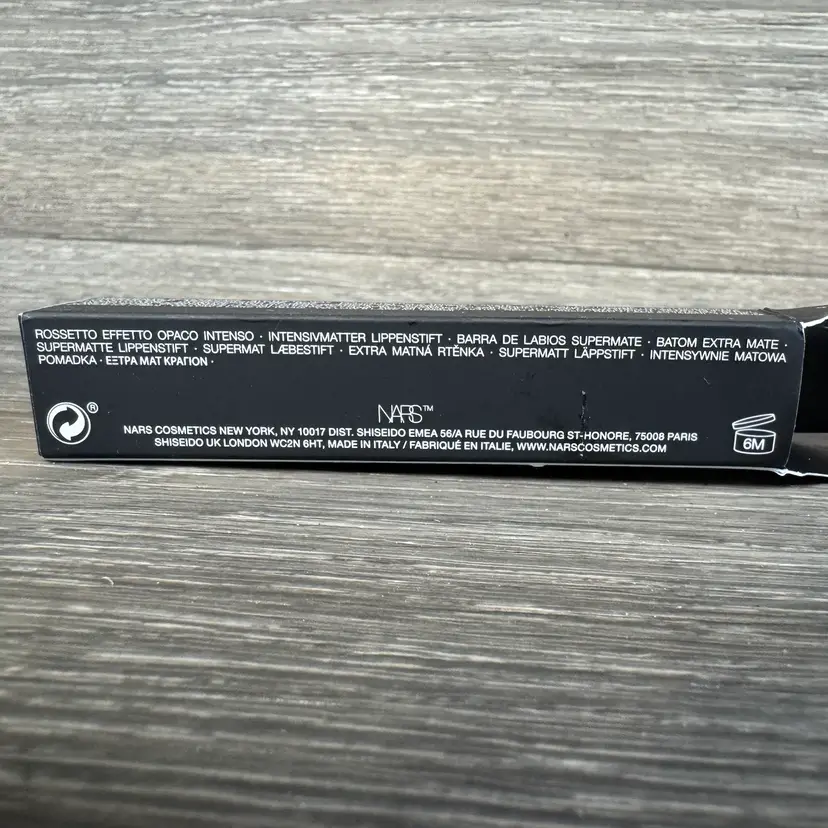 ROSSETTO EFFETTO OPACO INTENSO · INTENSIVMATTER LIPPENSTIFT · BARRA DE LABIOS SUPERMATE · BATOM EXTRA MATE ·
SUPERMATTE LIPPENSTIFT · SUPERMAT LÆBESTIFT · EXTRA MATNÁ RTĚNKA · SUPERMATT LÄPPSTIFT · INTENSYWNIE MATOWA
POMADKA · ΕΞΤΡΑ ΜΑΤ ΚΡΑΓΙΟΝ ·
®
NARS™
NARS COSMETICS NEW YORK, NY 10017 DIST. SHISEIDO EMEA 56/A RUE DU FAUBOURG ST-HONORE, 75008 PARIS
SHISEIDO UK LONDON WC2N 6HT, MADE IN ITALY / FABRIQUÉ EN ITALIE, WWW.NARSCOSMETICS.COM
6M